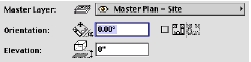 Master Layer: Master Plan - Site
Orientation: 0.00°
Elevation: 0"